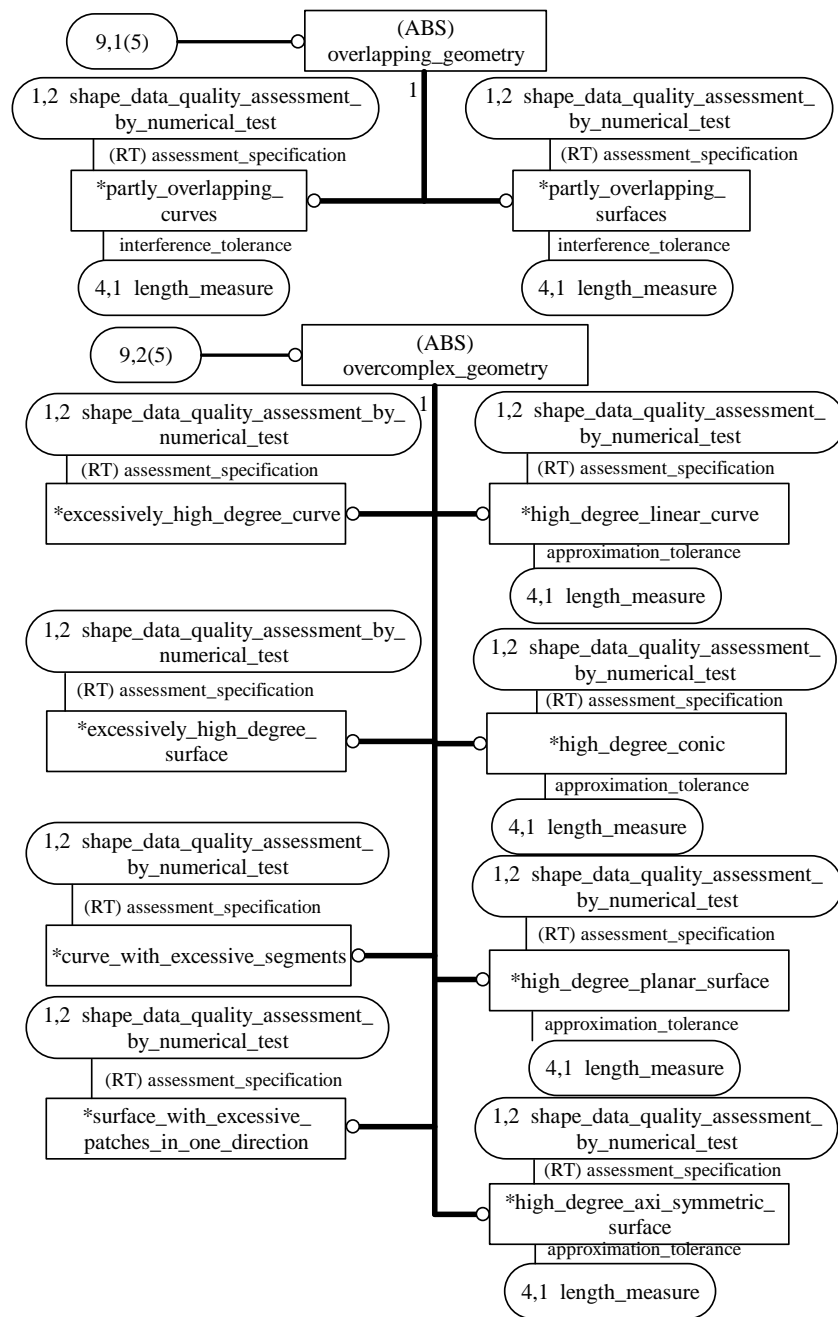 9,1(5)
(ABS)
overlapping_geometry
1
1,2 shape_data_quality_assessment_
by_numerical_test
(RT) assessment_specification
*partly_overlapping_
curves
interference_tolerance
4,1 length_measure
1,2 shape_data_quality_assessment_
by_numerical_test
(RT) assessment_specification
*partly_overlapping_
surfaces
interference_tolerance
4,1 length_measure
9,2(5)
(ABS)
overcomplex_geometry
1
1,2 shape_data_quality_assessment_by_
numerical_test
(RT) assessment_specification
*excessively_high_degree_curve
1,2 shape_data_quality_assessment_
by_numerical_test
(RT) assessment_specification
*high_degree_linear_curve
approximation_tolerance
4,1 length_measure
1,2 shape_data_quality_assessment_by_
numerical_test
(RT) assessment_specification
*excessively_high_degree_
surface
1,2 shape_data_quality_assessment_
by_numerical_test
(RT) assessment_specification
*high_degree_conic
approximation_tolerance
4,1 length_measure
1,2 shape_data_quality_assessment_
by_numerical_test
(RT) assessment_specification
*curve_with_excessive_segments
1,2 shape_data_quality_assessment_
by_numerical_test
(RT) assessment_specification
*high_degree_planar_surface
approximation_tolerance
4,1 length_measure
1,2 shape_data_quality_assessment_
by_numerical_test
(RT) assessment_specification
*surface_with_excessive_
patches_in_one_direction
1,2 shape_data_quality_assessment_
by_numerical_test
(RT) assessment_specification
*high_degree_axi_symmetric_
surface
approximation_tolerance
4,1 length_measure